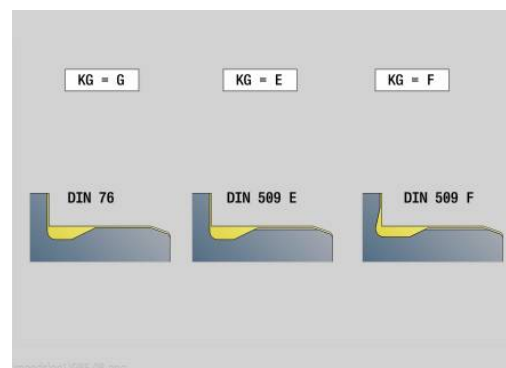 KG = G
KG = E
KG = F
DIN 76
DIN 509 E
DIN 509 F